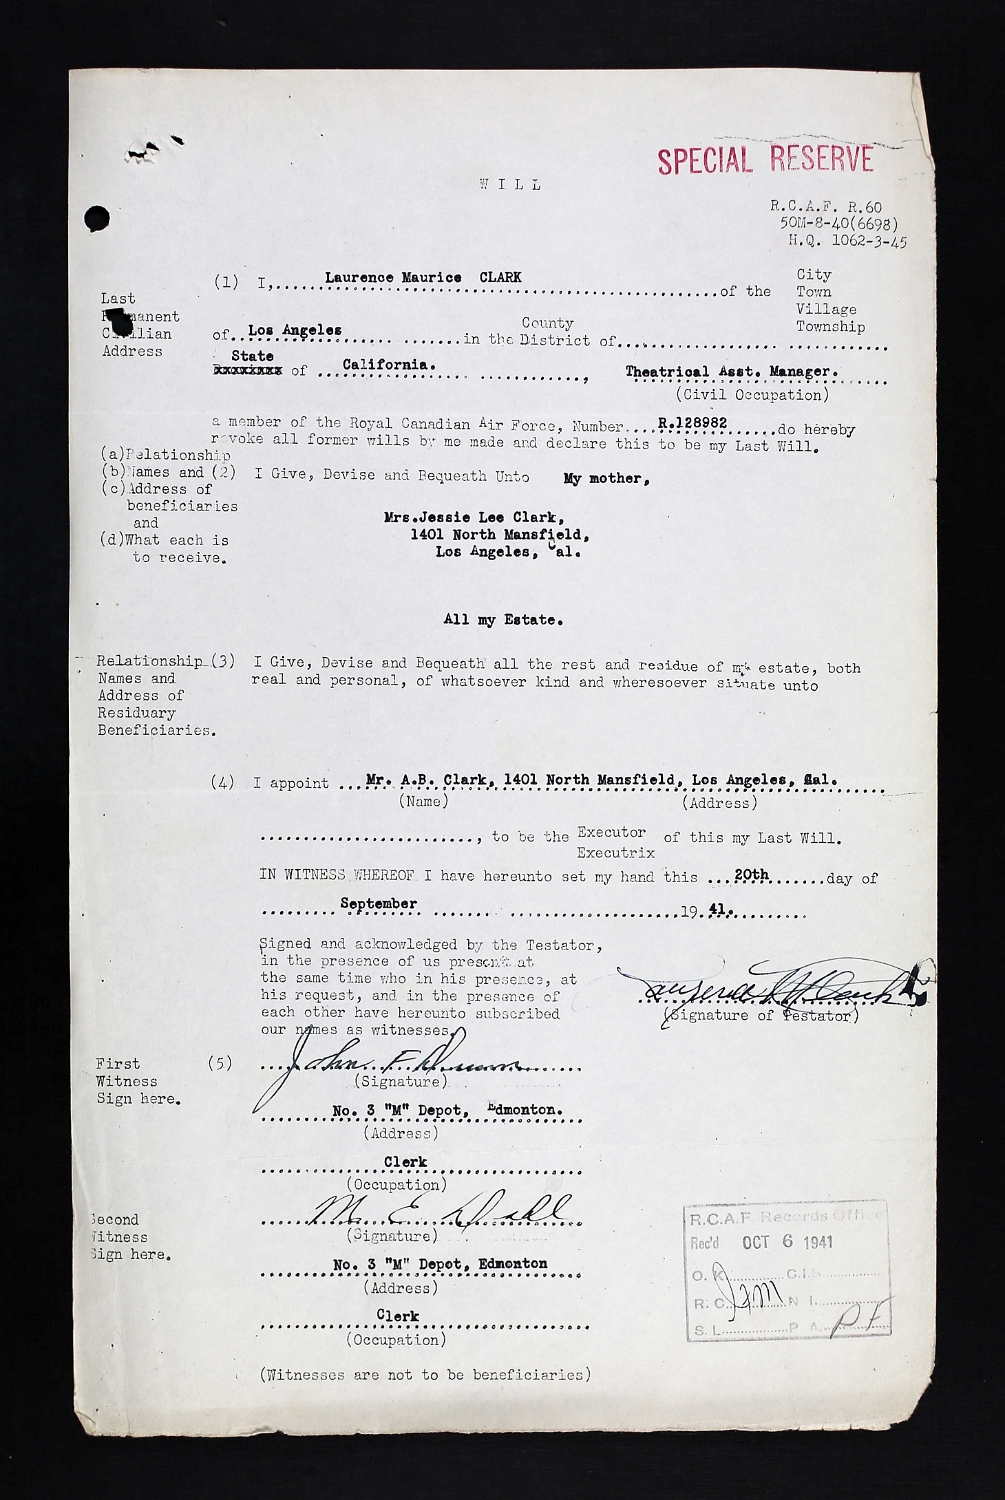 SPECIAL RESERVE
WILL
R.C.A.F. R.60
50M-8-40(6698)
H.Q. 1062-3-45
(1) I, Laurence Maurice CLARK of the
City
Town
Village
Township
Last
Permanent
Civilian
Address
of Los Angeles in the
County
District of
State
xxxxxxxx of California. , Theatrical Asst. Manager.
(Civil Occupation)
a member of the Royal Canadian Air Force, Number R.128982 do hereby
revoke all former wills by me made and declare this to be my Last Will.
(a)Relationship
(b)Names and (2) I Give, Devise and Bequeath Unto My mother,
(c)Address of
beneficiaries
and
(d)What each is
to receive.
Mrs.Jessie Lee Clark,
1401 North Mansfield,
Los Angeles, Cal.
All my Estate.
Relationship (3) I Give, Devise and Bequeath all the rest and residue of my estate, both
Names and real and personal, of whatsoever kind and wheresoever situate unto
Address of
Residuary
Beneficiaries.
(4) I appoint Mr. A.B. Clark, 1401 North Mansfield, Los Angeles, Cal.
(Name) (Address)
, to be the Executor of this my Last Will.
Executrix
IN WITNESS WHEREOF I have hereunto set my hand this 20th day of
September 19 41.
Signed and acknowledged by the Testator,
in the presence of us present at
the same time who in his presence, at
his request, and in the presence of
each other have hereunto subscribed
our names as witnesses.
(Signature of Testator)
First (5) John F
Witness (Signature)
Sign here.
No. 3 "M" Depot, Edmonton.
(Address)
Clerk
(Occupation)
Second M. E. Dahl
Witness (Signature)
Sign here.
No. 3 "M" Depot, Edmonton
(Address)
Clerk
(Occupation)
(Witnesses are not to be beneficiaries)
R.C.A.F Records Office
Rec'd OCT 6 1941
O. K. C.I.S.
R. C. N I.
S. L. P A.